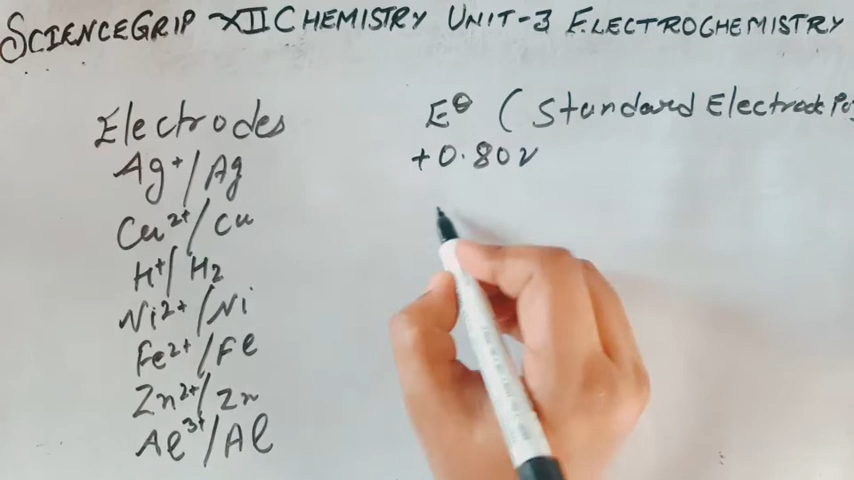 SCIENCEGRIP XII CHEMISTRY UNIT-3 ELECTROCHEMISTRY
Electrodes E⊖ (Standard Electrode
Ag⁺/Ag +0.80V
Cu²⁺/Cu
H⁺/H₂
Ni²⁺/Ni
Fe²⁺/Fe
Zn²⁺/Zn
Al³⁺/Al